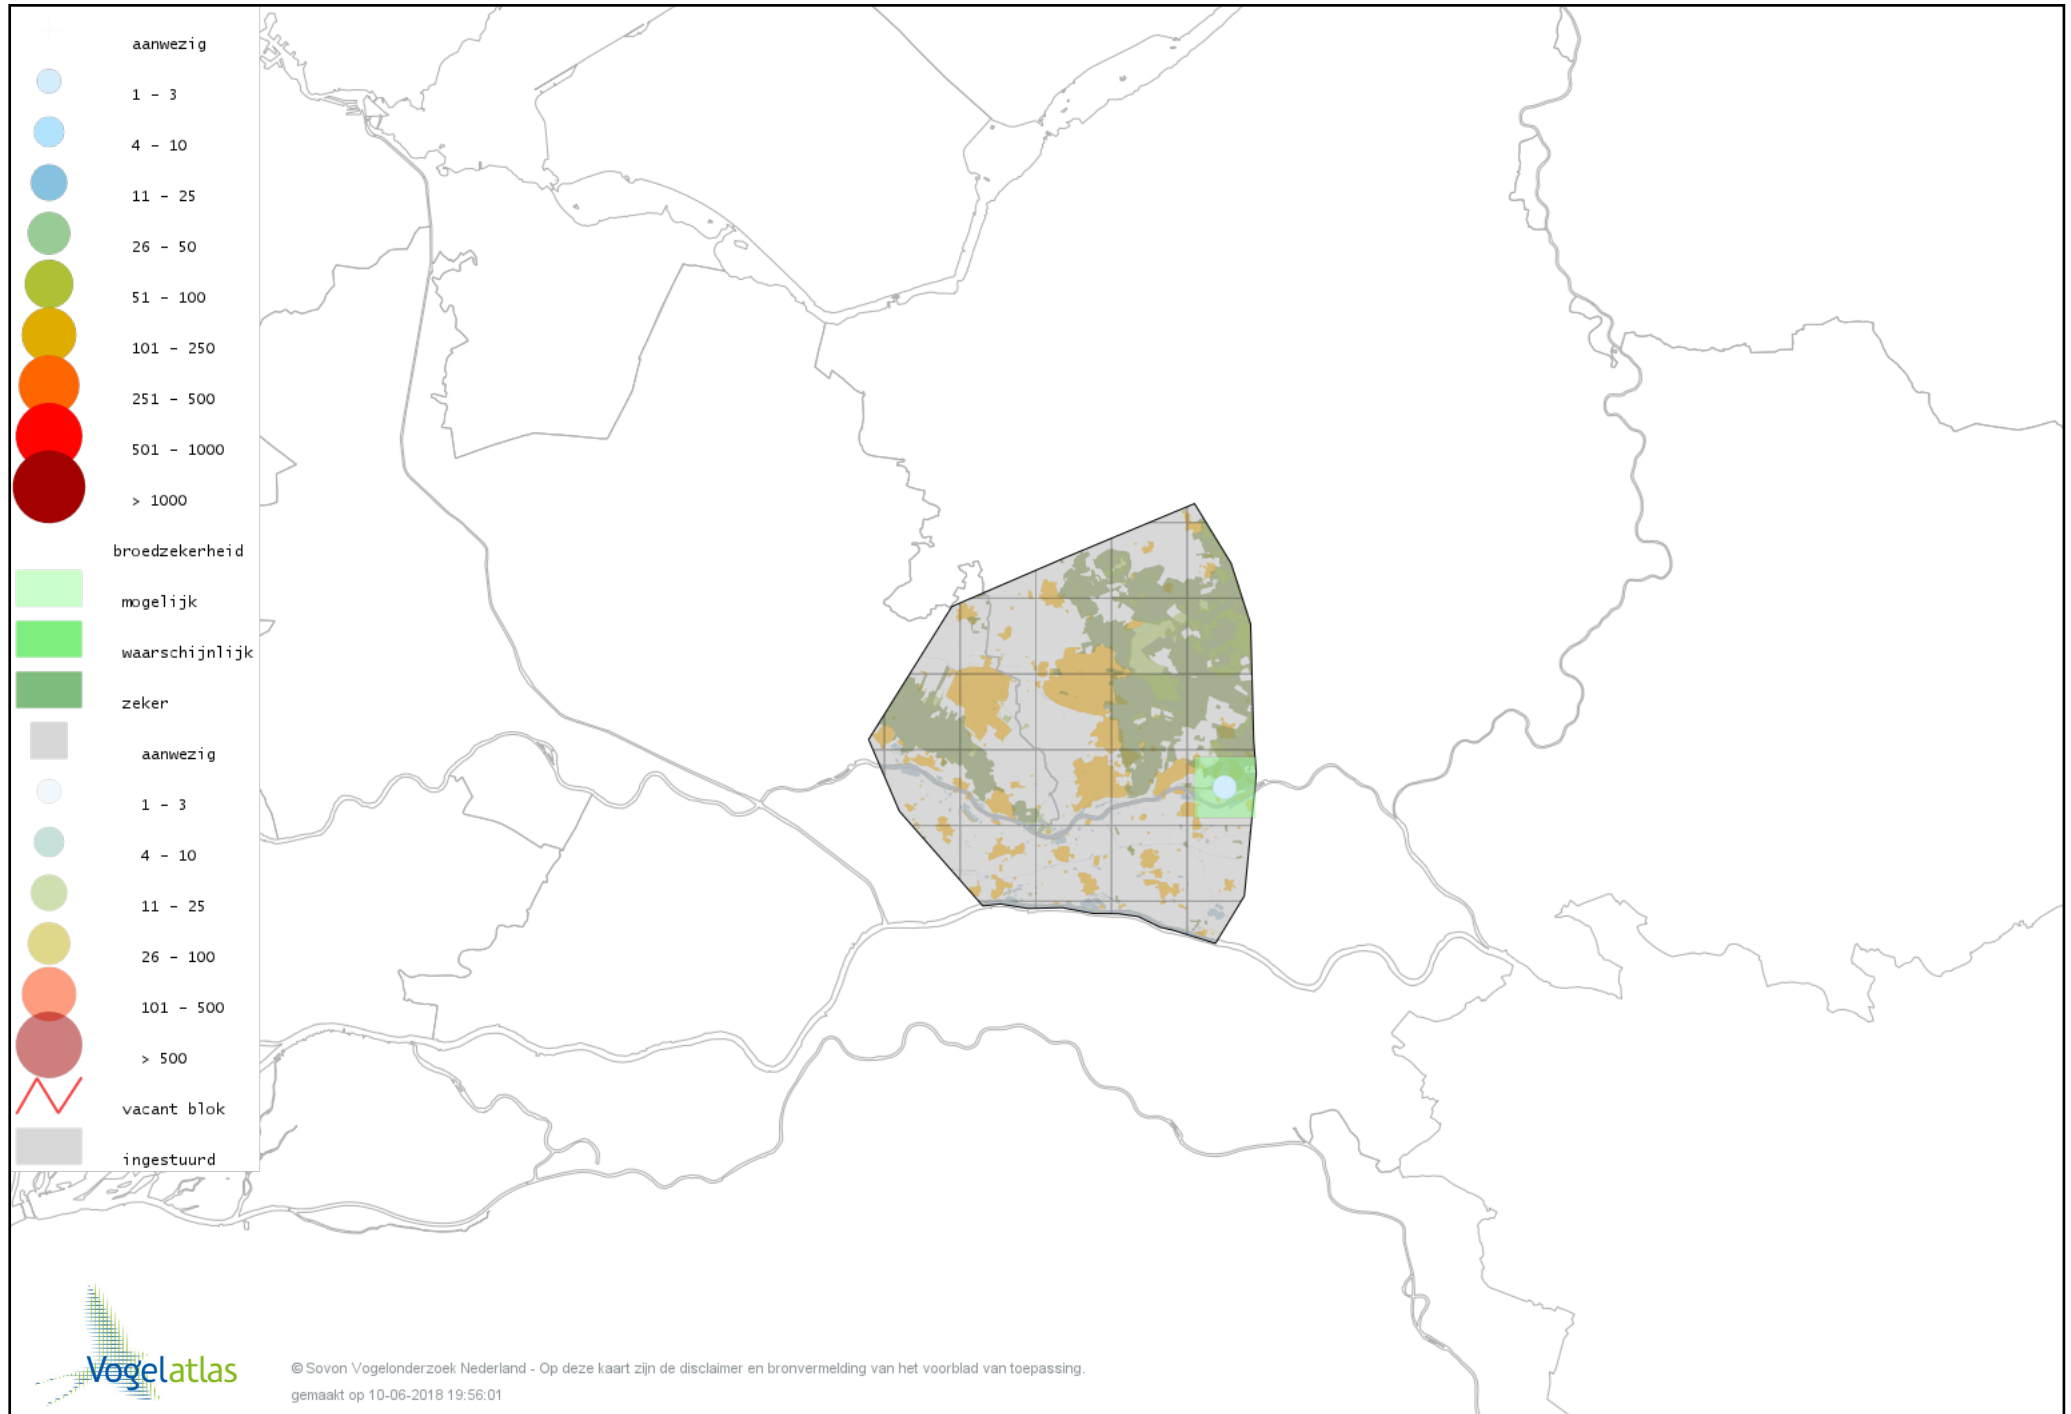 aanwezig
1 - 3
4 - 10
11 - 25
26 - 50
51 - 100
101 - 250
251 - 500
501 - 1000
> 1000
broedzekerheid
mogelijk
waarschijnlijk
zeker
aanwezig
1 - 3
4 - 10
11 - 25
26 - 100
101 - 500
> 500
vacant blok
ingestuurd
Vogelatlas
© Sovon Vogelonderzoek Nederland - Op deze kaart zijn de disclaimer en bronvermelding van het voorblad van toepassing.
gemaakt op 10-06-2018 19:56:01